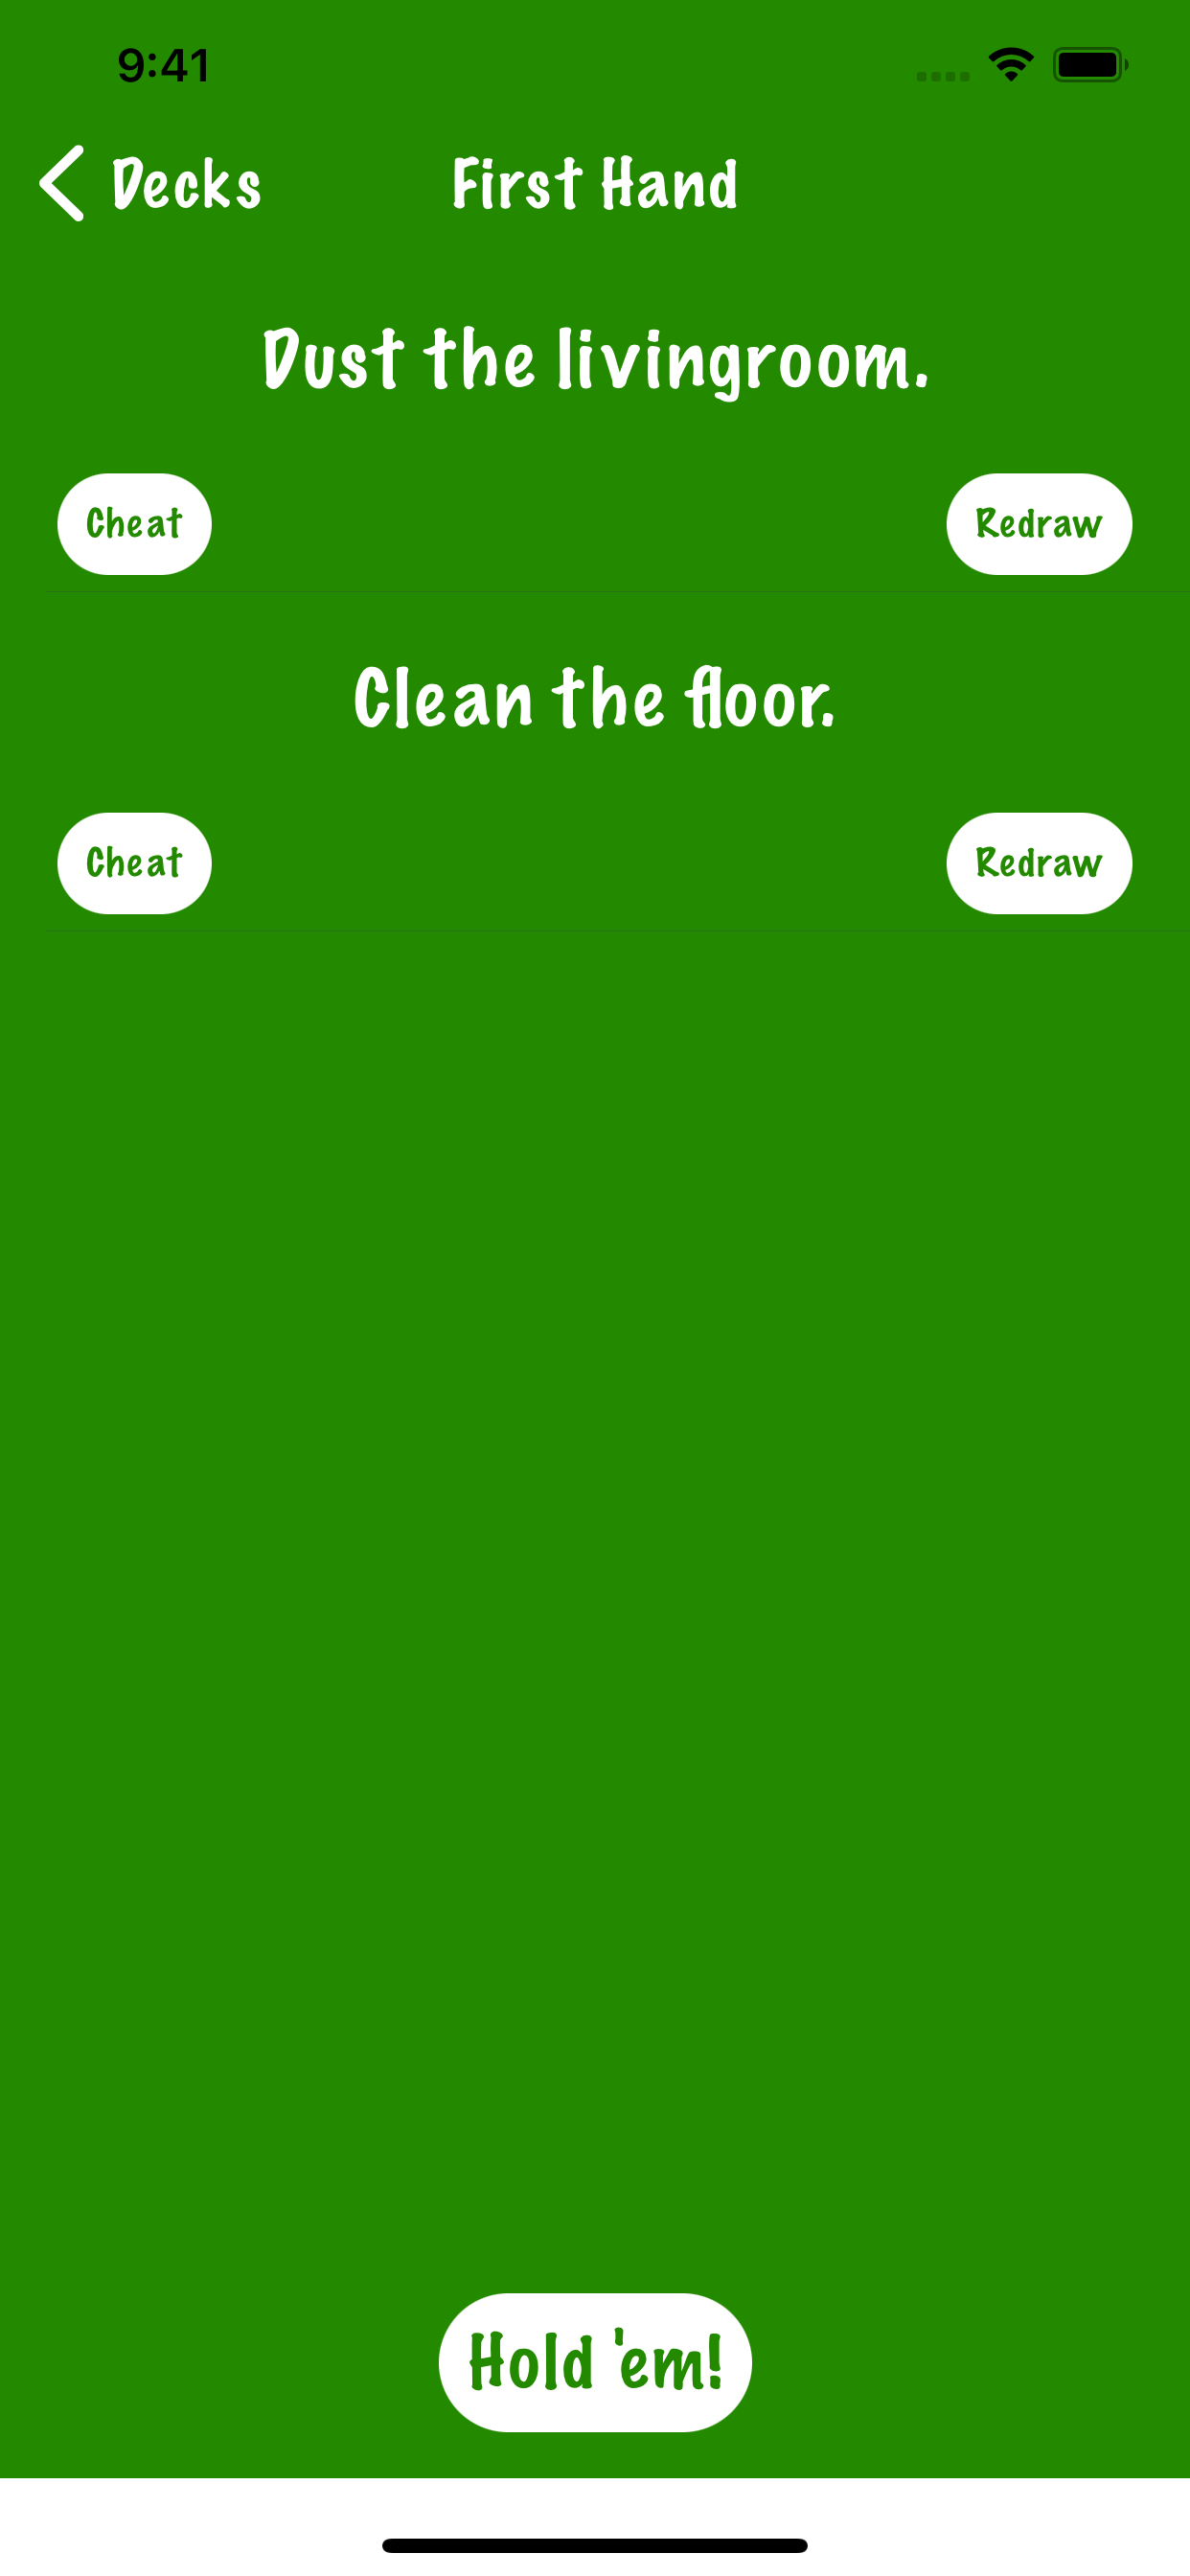 9:41
Decks
First Hand
Dust the livingroom.
Cheat
Redraw
Clean the floor.
Cheat
Redraw
Hold 'em!